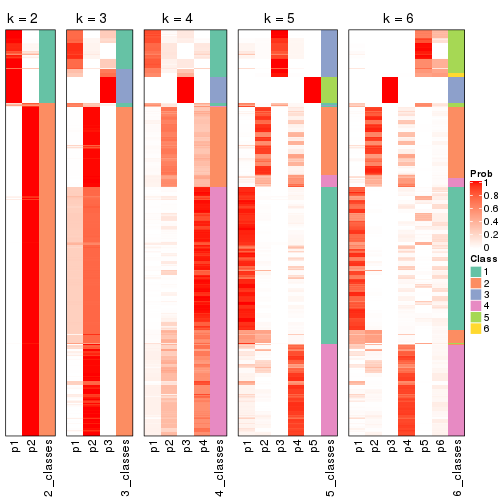 k = 2
k = 3
k = 4
k = 5
k = 6
Prob
1
0.8
0.6
0.4
0.2
0
Class
1
2
3
4
5
6
p1
p2
2_classes
p1
p2
p3
3_classes
p1
p2
p3
p4
4_classes
p1
p2
p3
p4
p5
5_classes
p1
p2
p3
p4
p5
p6
6_classes